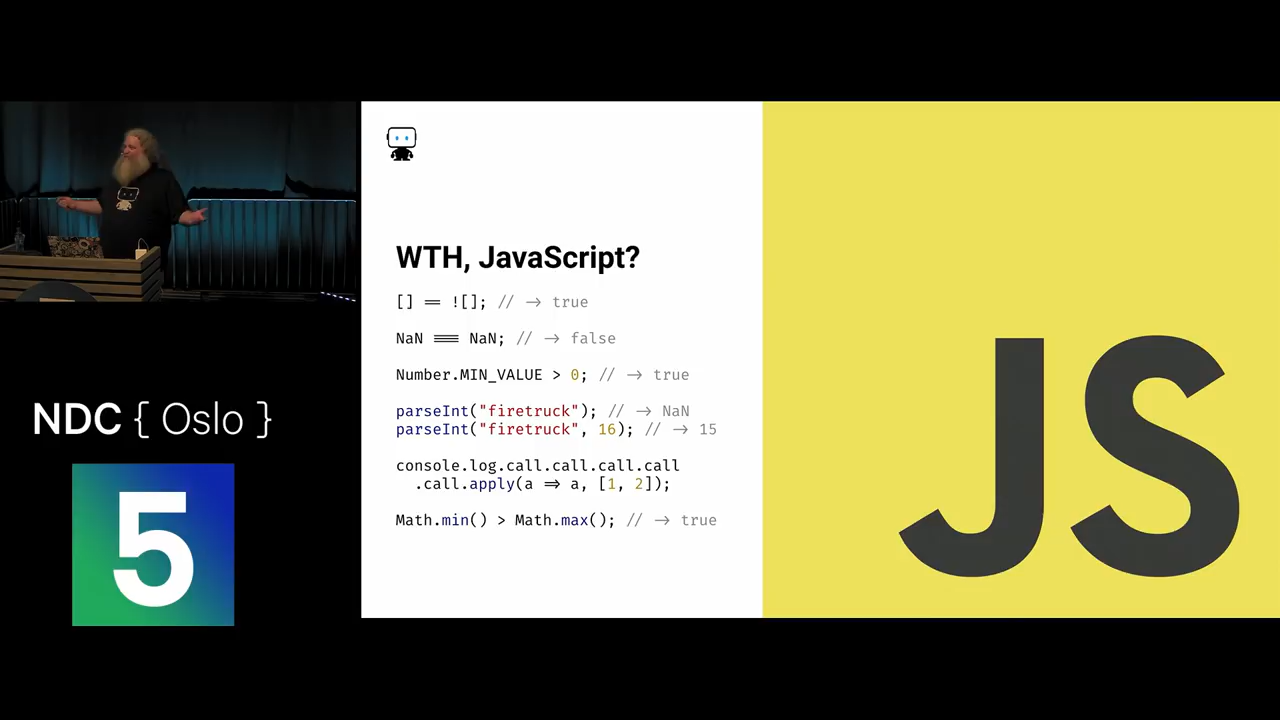 WTH, JavaScript?
[] == ![]; // -> true
NaN === NaN; // -> false
Number.MIN_VALUE > 0; // -> true
parseInt("firetruck"); // -> NaN
parseInt("firetruck", 16); // -> 15
console.log.call.call.call.call
.call.apply(a => a, [1, 2]);
Math.min() > Math.max(); // -> true
JS
NDC { Oslo }
5